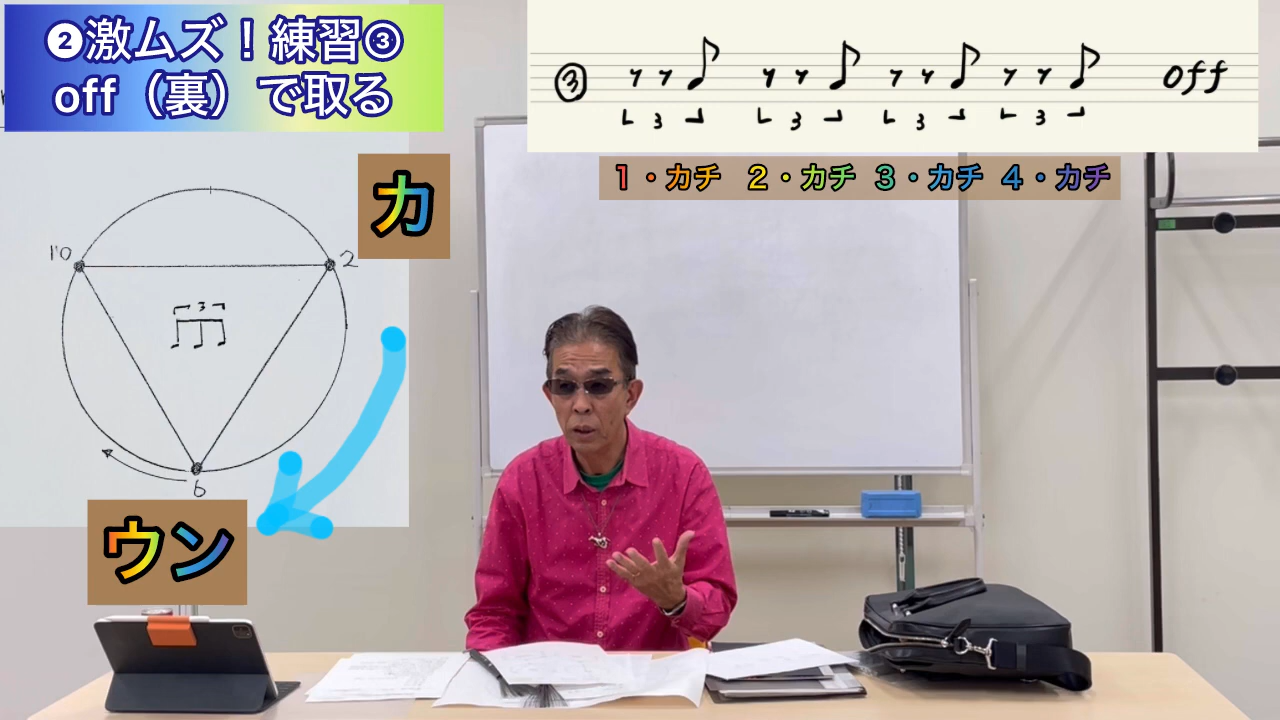 ❷激ムズ!練習③
off(裏)で取る
③ off
3 3 3 3
1・カチ 2・カチ 3・カチ 4・カチ
カ
10 2
3
6
ウン